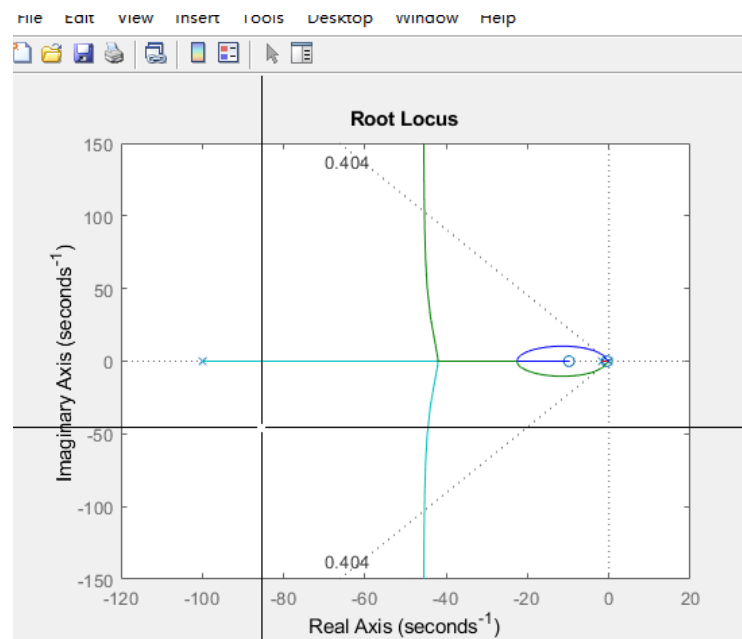 File Edit View Insert Tools Desktop Window Help
Root Locus
150
0.404
100
50
0
-50
-100
0.404
-150
-120 -100 -80 -60 -40 -20 0 20
Imaginary Axis (seconds⁻¹)
Real Axis (seconds⁻¹)